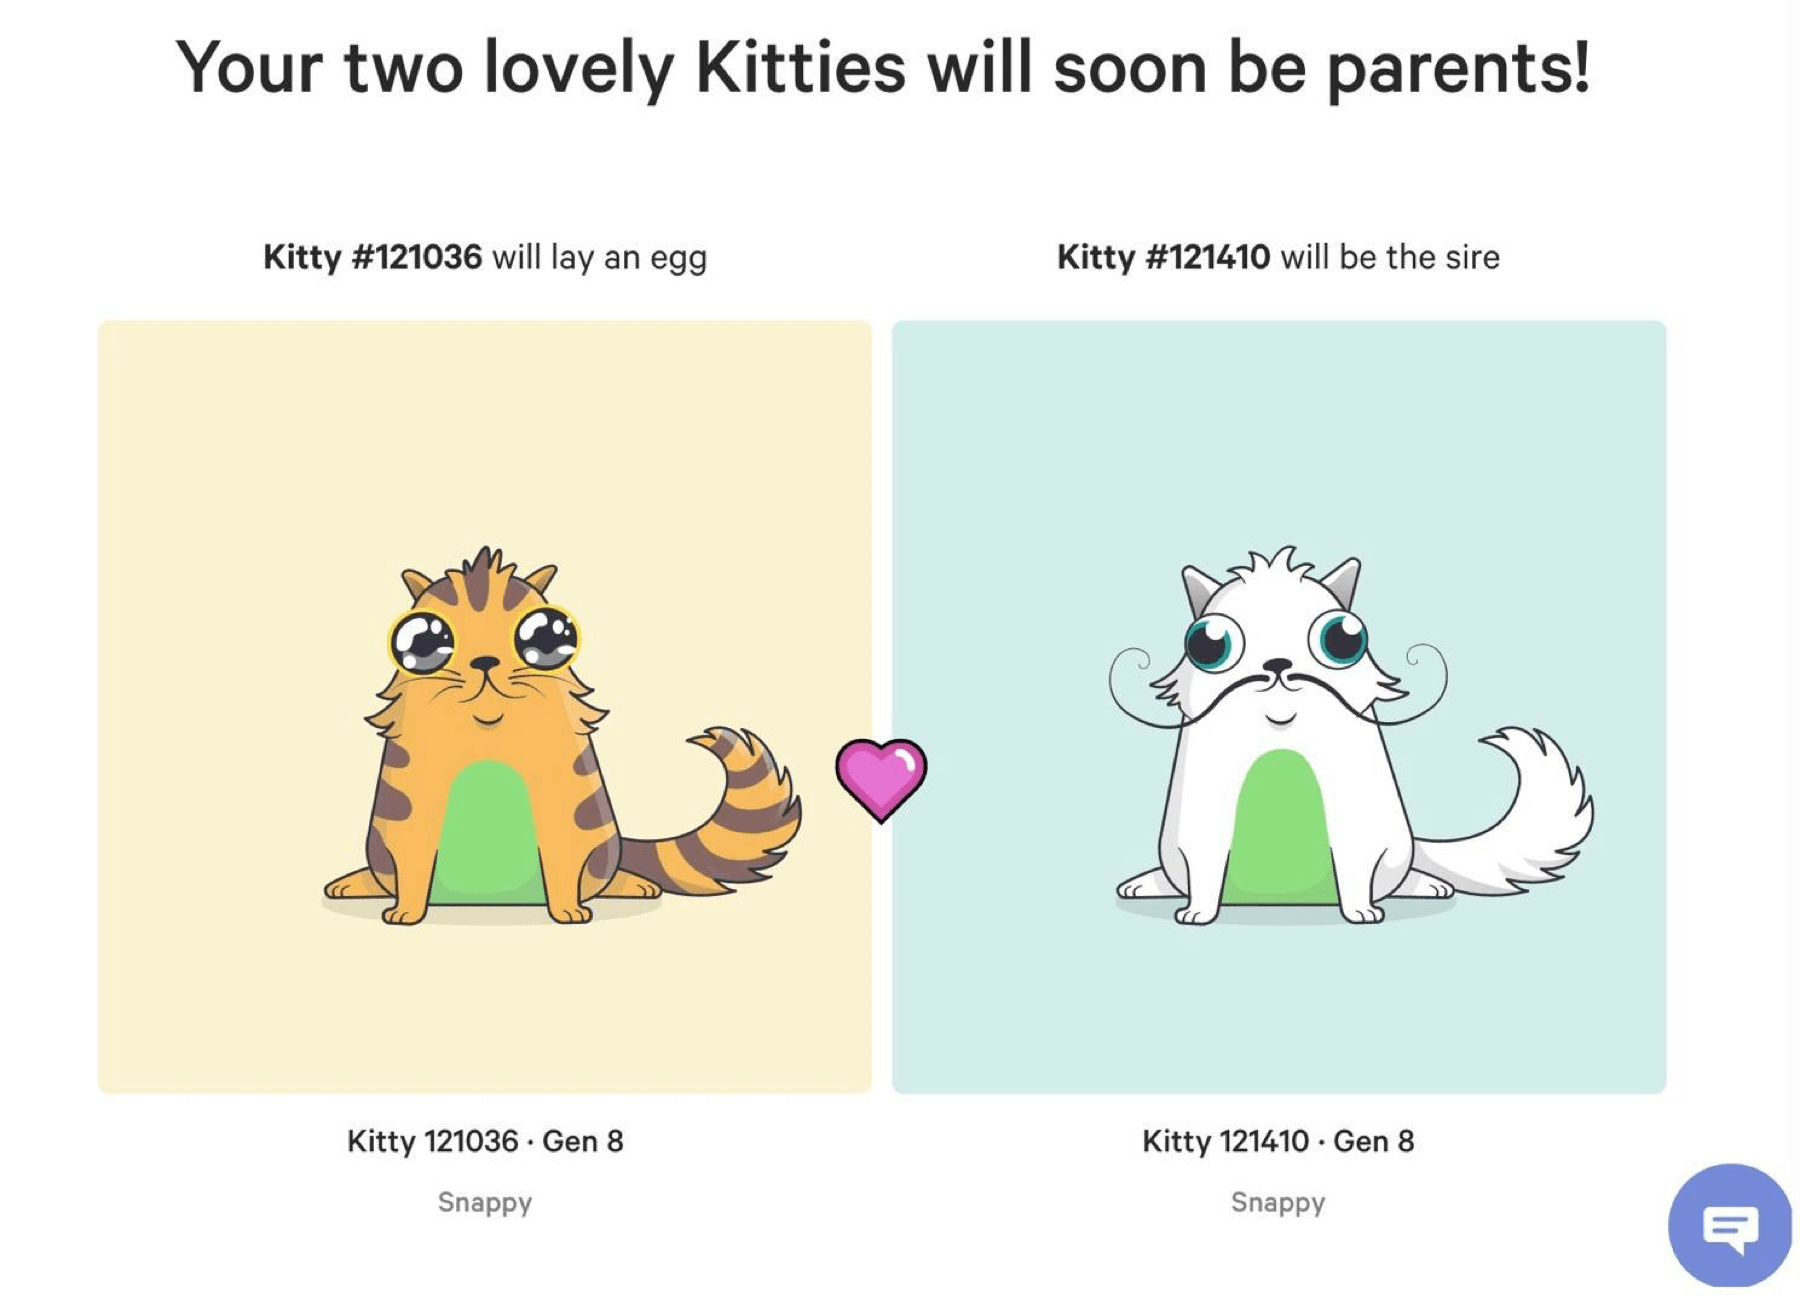 Your two lovely Kitties will soon be parents!
Kitty #121036 will lay an egg
Kitty #121410 will be the sire
Kitty 121036 · Gen 8
Snappy
Kitty 121410 · Gen 8
Snappy